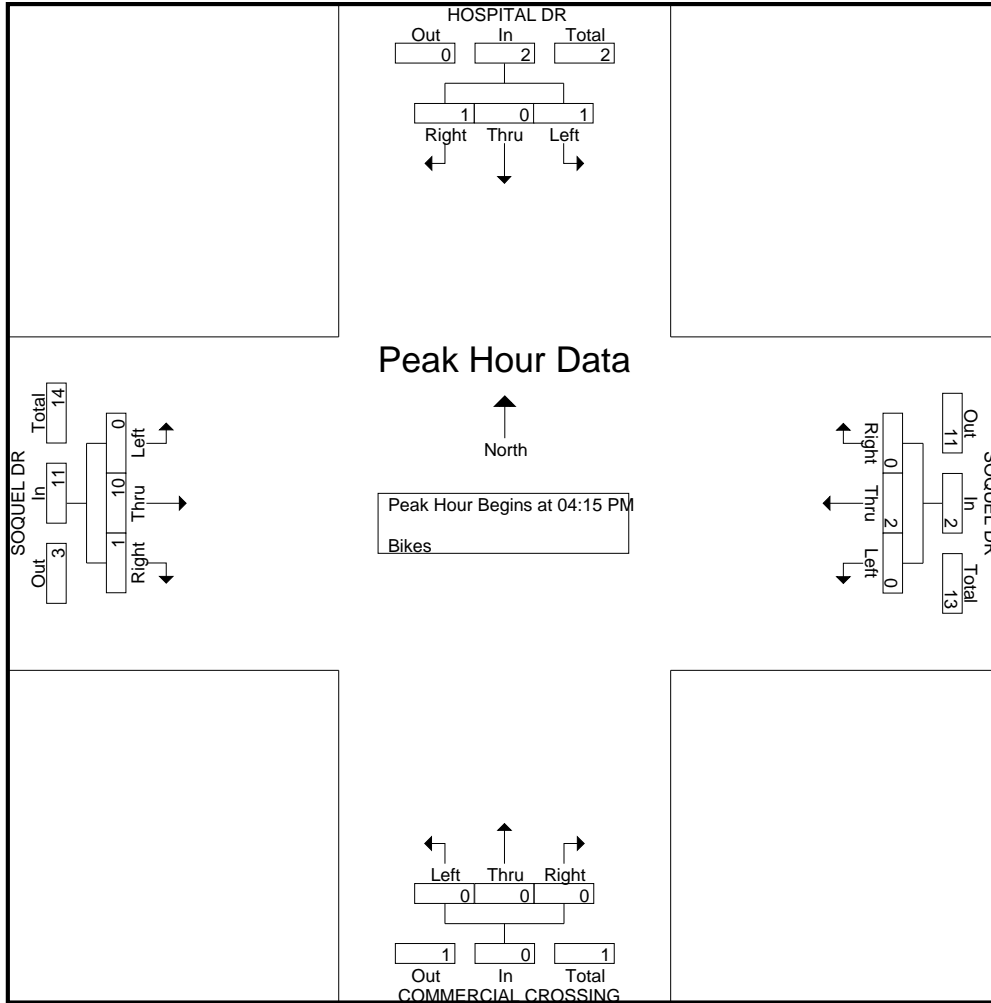 HOSPITAL DR
Out In Total
0 2 2
1 0 1
Right Thru Left
Peak Hour Data
North
Peak Hour Begins at 04:15 PM
Bikes
SOQUEL DR
Out In Total
3 11 14
1 10 0
Right Thru Left
SOQUEL DR
Out In Total
11 2 13
0 2 0
Right Thru Left
Left Thru Right
0 0 0
1 0 1
Out In Total
COMMERCIAL CROSSING